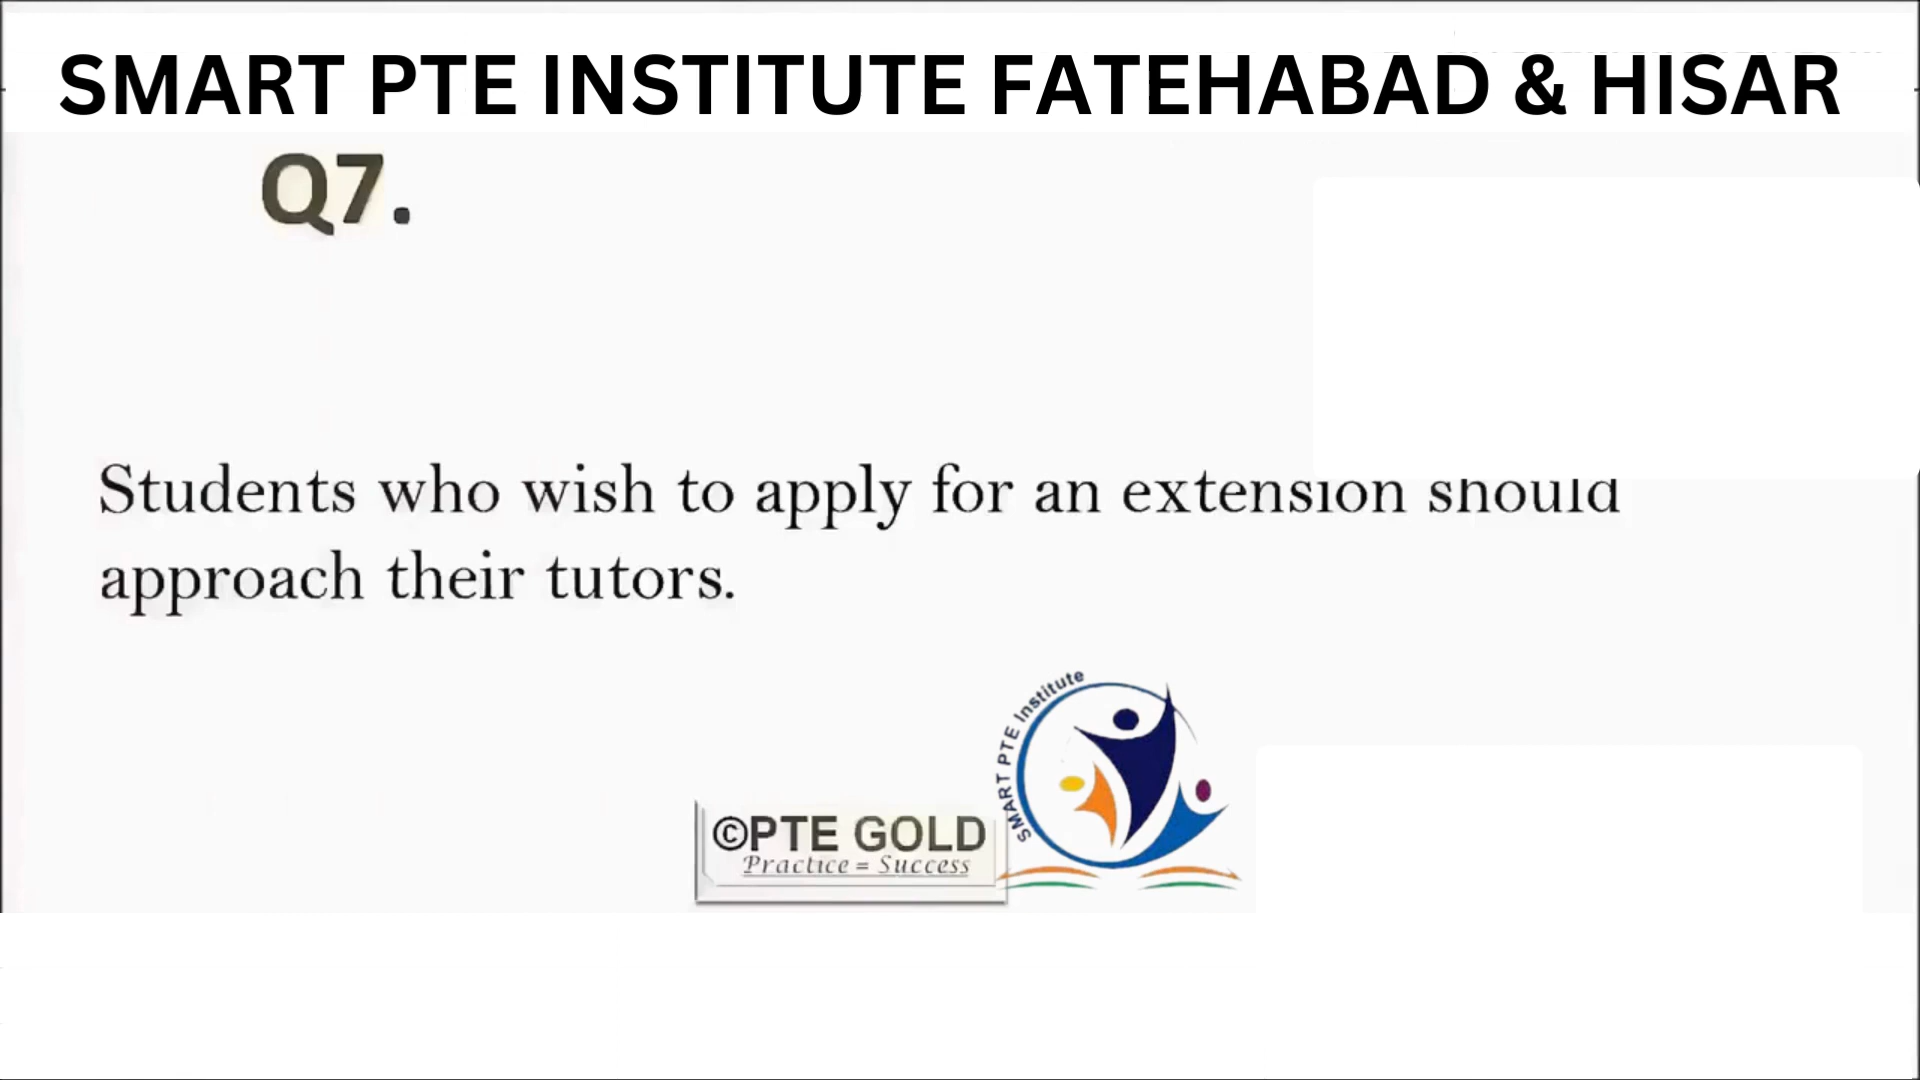 SMART PTE INSTITUTE FATEHABAD & HISAR
Q7.
Students who wish to apply for an extension should
approach their tutors.
SMART PTE Institute
©PTE GOLD
Practice = Success